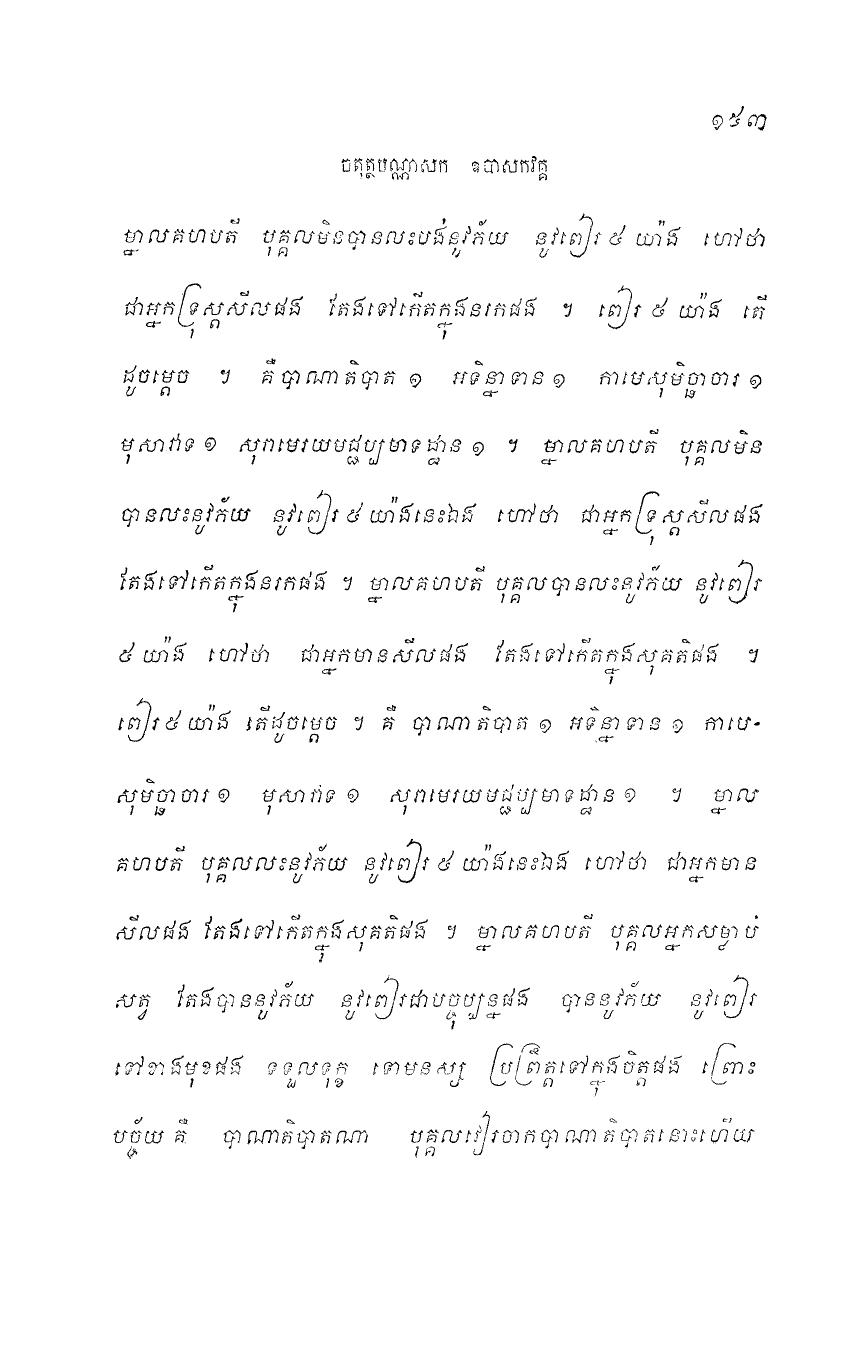 ១៥៣
ចតុត្ថបណ្ណាសក ឧបាសកវគ្គ
ម្នាលគហបតី បុគ្គលមិនបានលះបង់នូវភ័យ នូវពៀរ ៥ យ៉ាង ហៅថា
ជាអ្នកទ្រុស្តសីលផង តែងទៅកើតក្នុងនរកផង ។ ពៀរ ៥ យ៉ាង តើ
ដូចម្តេច ។ គឺបាណាតិបាត ១ អទិន្នាទាន ១ កាមេសុមិច្ឆាចារ ១
មុសាវាទ ១ សុរាមេរយមជ្ជប្បមាទដ្ឋាន ១ ។ ម្នាលគហបតី បុគ្គលមិន
បានលះនូវភ័យ នូវពៀរ ៥ យ៉ាងនេះឯង ហៅថា ជាអ្នកទ្រុស្តសីលផង
តែងទៅកើតក្នុងនរកផង ។ ម្នាលគហបតី បុគ្គលបានលះនូវភ័យ នូវពៀរ
៥ យ៉ាង ហៅថា ជាអ្នកមានសីលផង តែងទៅកើតក្នុងសុគតិផង ។
ពៀរ ៥ យ៉ាង តើដូចម្តេច ។ គឺ បាណាតិបាត ១ អទិន្នាទាន ១ កាមេ-
សុមិច្ឆាចារ ១ មុសាវាទ ១ សុរាមេរយមជ្ជប្បមាទដ្ឋាន ១ ។ ម្នាល
គហបតី បុគ្គលលះនូវភ័យ នូវពៀរ ៥ យ៉ាងនេះឯង ហៅថា ជាអ្នកមាន
សីលផង តែងទៅកើតក្នុងសុគតិផង ។ ម្នាលគហបតី បុគ្គលអ្នកសម្លាប់
សត្វ តែងបាននូវភ័យ នូវពៀរជាបច្ចុប្បន្នផង បាននូវភ័យ នូវពៀរ
ទៅខាងមុខផង ទទួលទុក្ខ ទោមនស្ស ប្រព្រឹត្តទៅក្នុងចិត្តផង ព្រោះ
បច្ច័យ គឺ បាណាតិបាតណា បុគ្គលវៀរចាកបាណាតិបាតនោះហើយ